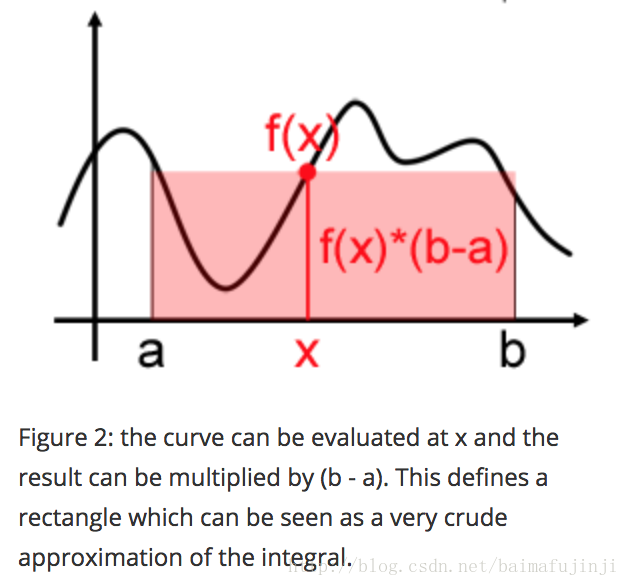 f(x)
f(x)*(b-a)
a
x
b
Figure 2: the curve can be evaluated at x and the
result can be multiplied by (b - a). This defines a
rectangle which can be seen as a very crude
approximation of the integral.
http://blog.csdn.net/baimafujinji